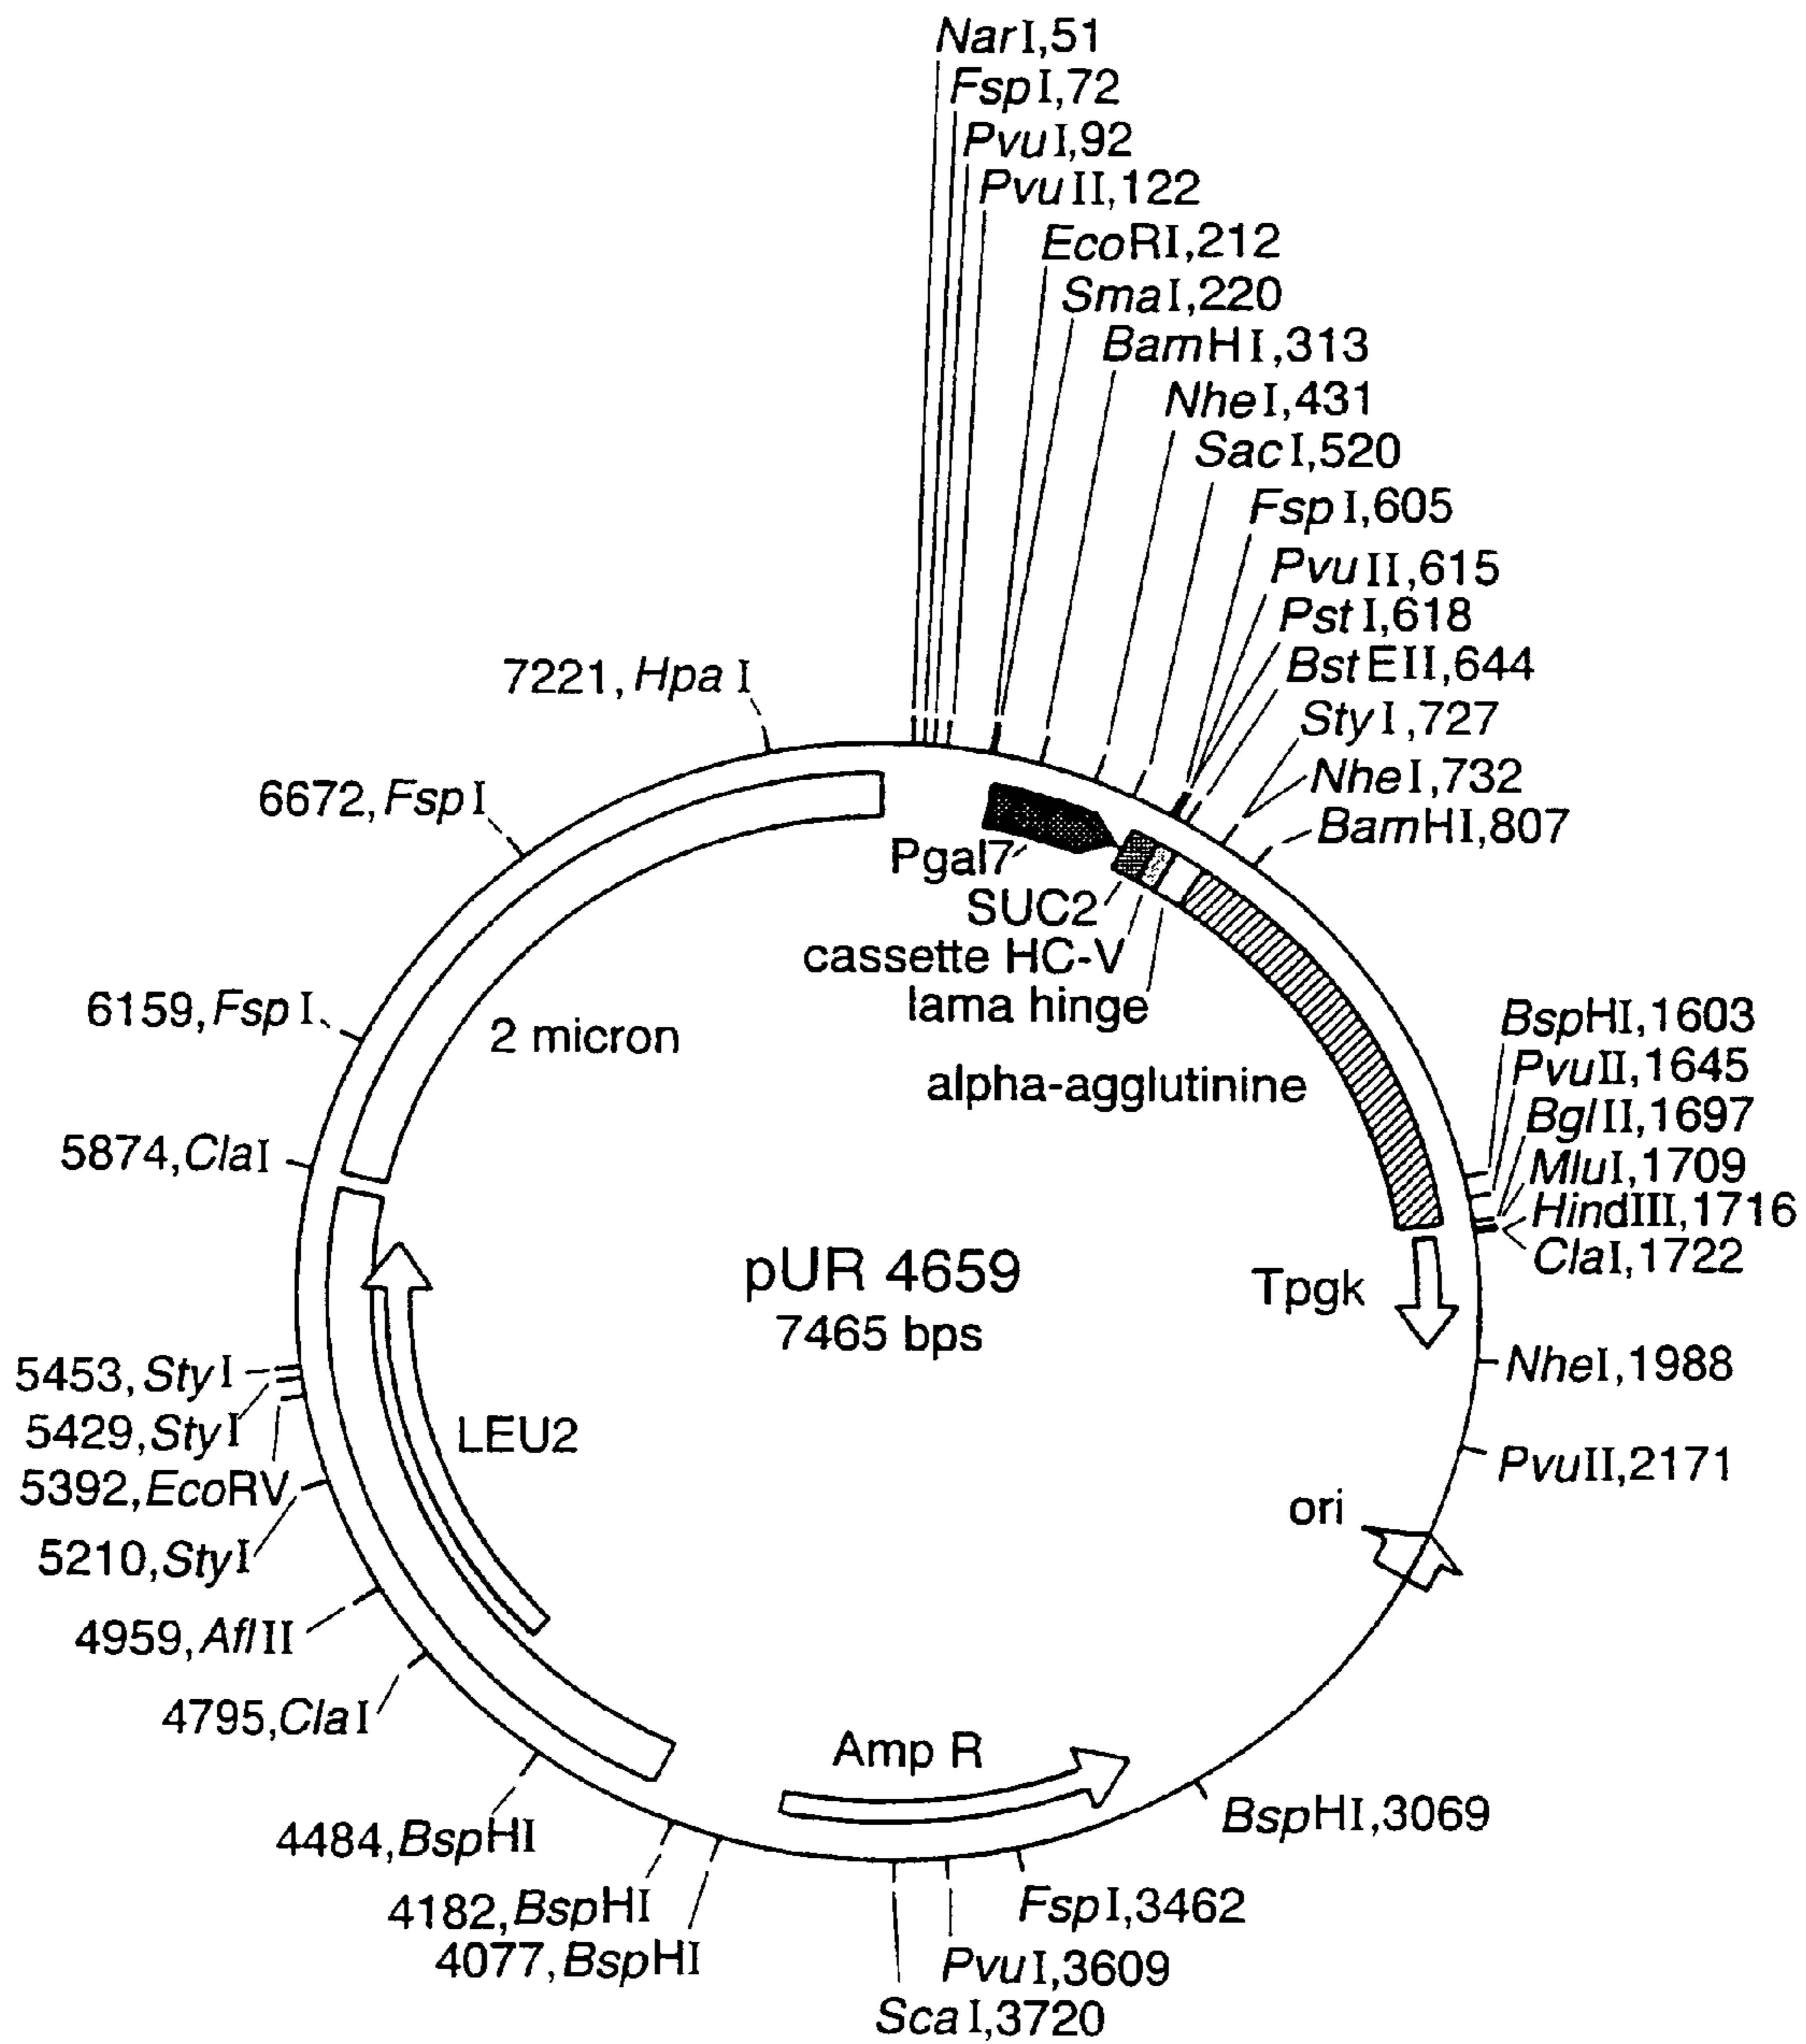 NarI,51
FspI,72
PvuI,92
PvuII,122
EcoRI,212
SmaI,220
BamHI,313
NheI,431
SacI,520
FspI,605
PvuII,615
PstI,618
BstEII,644
StyI,727
NheI,732
BamHI,807
7221,HpaI
6672,FspI
6159,FspI
5874,ClaI
Pgal7
SUC2
cassette HC-V
lama hinge
2 micron
alpha-agglutinine
BspHI,1603
PvuII,1645
BglII,1697
MluI,1709
HindIII,1716
ClaI,1722
pUR 4659
7465 bps
Tpgk
NheI,1988
PvuII,2171
ori
5453,StyI
5429,StyI
5392,EcoRV
5210,StyI
4959,AflII
4795,ClaI
LEU2
Amp R
4484,BspHI
4182,BspHI
4077,BspHI
BspHI,3069
FspI,3462
PvuI,3609
ScaI,3720